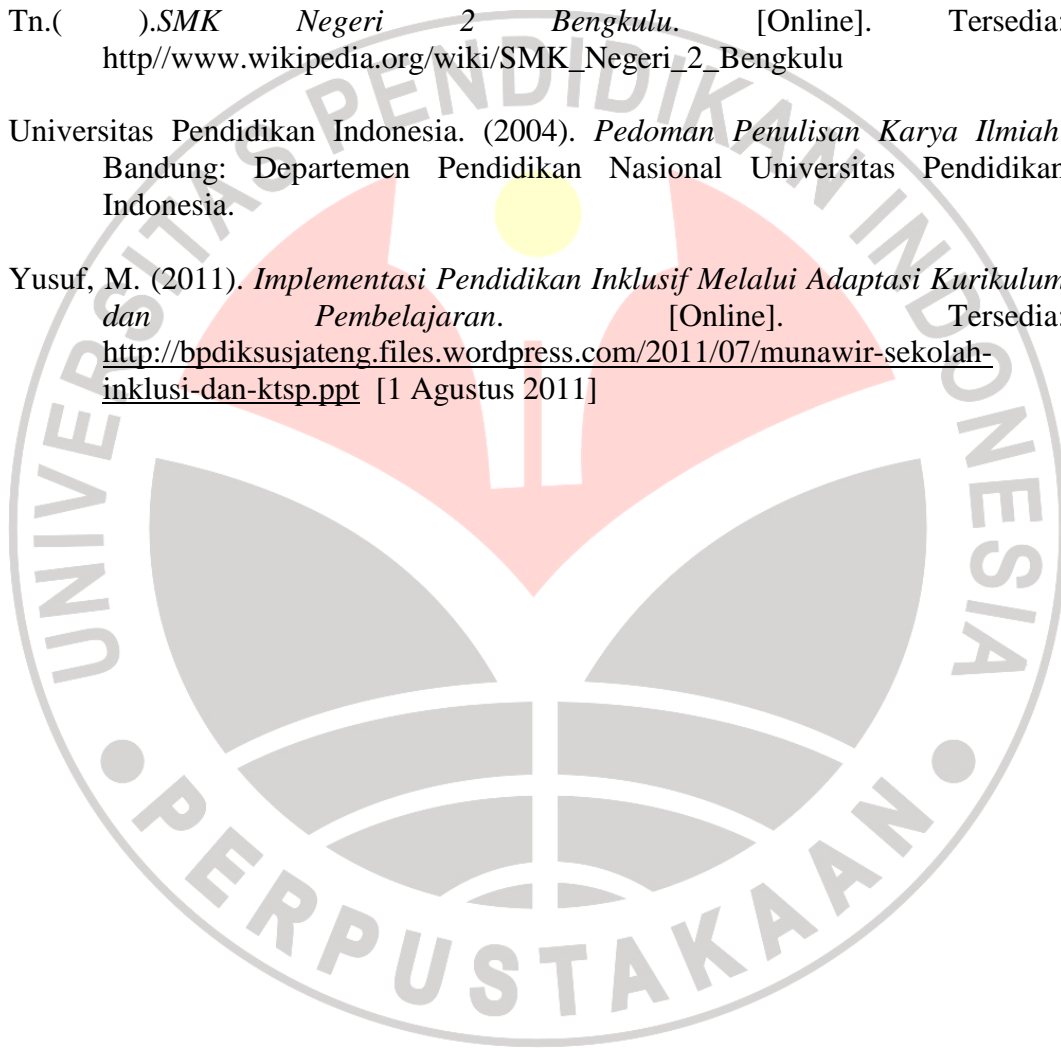 Tn.( ).SMK Negeri 2 Bengkulu. [Online]. Tersedia:
http//www.wikipedia.org/wiki/SMK_Negeri_2_Bengkulu
Universitas Pendidikan Indonesia. (2004). Pedoman Penulisan Karya Ilmiah.
Bandung: Departemen Pendidikan Nasional Universitas Pendidikan
Indonesia.
Yusuf, M. (2011). Implementasi Pendidikan Inklusif Melalui Adaptasi Kurikulum
dan Pembelajaran. [Online]. Tersedia:
http://bpdiksusjateng.files.wordpress.com/2011/07/munawir-sekolah-
inklusi-dan-ktsp.ppt [1 Agustus 2011]
UNIVERSITAS PENDIDIKAN INDONESIA
PERPUSTAKAAN